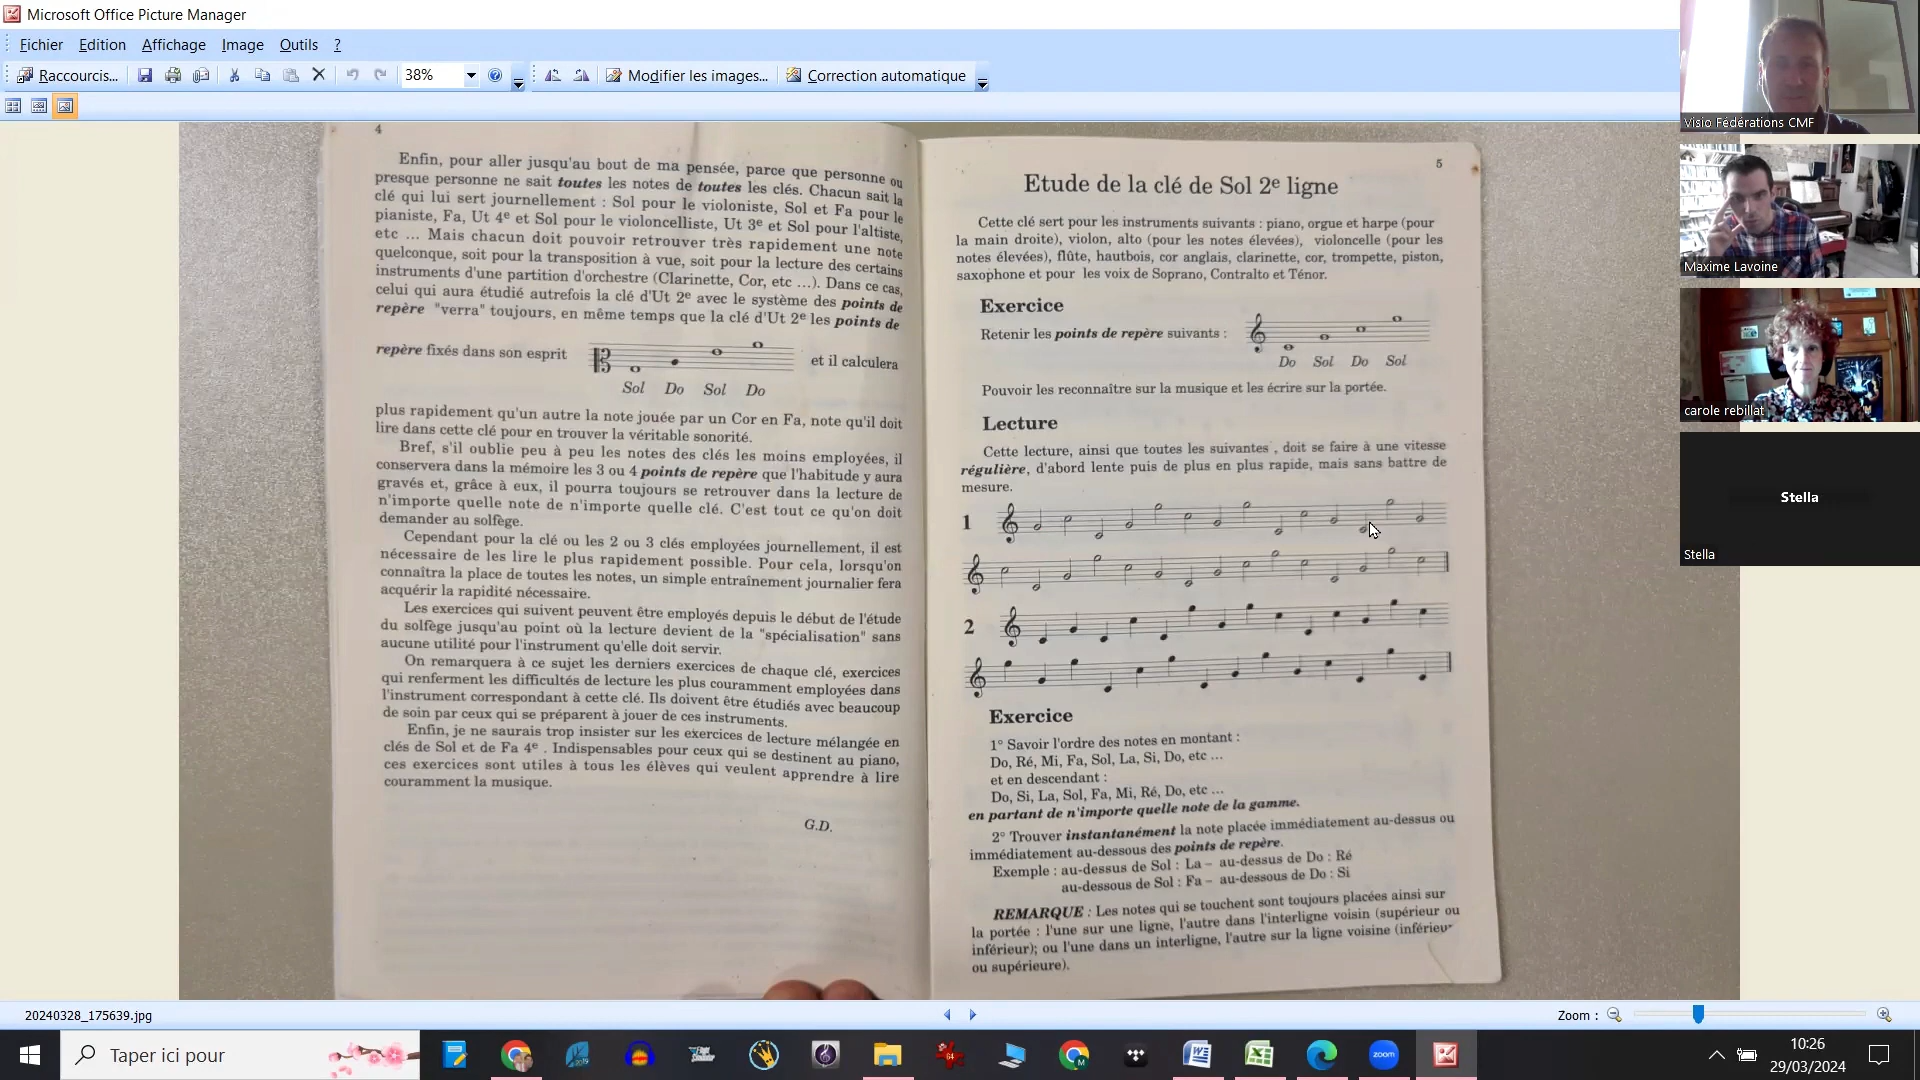 Microsoft Office Picture Manager
Fichier Edition Affichage Image Outils ?
Raccourcis... 38% Modifier les images... Correction automatique
4
Enfin, pour aller jusqu'au bout de ma pensée, parce que personne ou
presque personne ne sait toutes les notes de toutes les clés. Chacun sait la
clé qui lui sert journellement : Sol pour le violoniste, Sol et Fa pour le
pianiste, Fa, Ut 4e et Sol pour le violoncelliste, Ut 3e et Sol pour l'altiste,
etc ... Mais chacun doit pouvoir retrouver très rapidement une note
quelconque, soit pour la transposition à vue, soit pour la lecture des certains
instruments d'une partition d'orchestre (Clarinette, Cor, etc ...). Dans ce cas,
celui qui aura étudié autrefois la clé d'Ut 2e avec le système des points de
repère "verra" toujours, en même temps que la clé d'Ut 2e les points de
repère fixés dans son esprit et il calculera
Sol Do Sol Do
plus rapidement qu'un autre la note jouée par un Cor en Fa, note qu'il doit
lire dans cette clé pour en trouver la véritable sonorité.
Bref, s'il oublie peu à peu les notes des clés les moins employées, il
conservera dans la mémoire les 3 ou 4 points de repère que l'habitude y aura
gravés et, grâce à eux, il pourra toujours se retrouver dans la lecture de
n'importe quelle note de n'importe quelle clé. C'est tout ce qu'on doit
demander au solfège.
Cependant pour la clé ou les 2 ou 3 clés employées journellement, il est
nécessaire de les lire le plus rapidement possible. Pour cela, lorsqu'on
connaîtra la place de toutes les notes, un simple entraînement journalier fera
acquérir la rapidité nécessaire.
Les exercices qui suivent peuvent être employés depuis le début de l'étude
du solfège jusqu'au point où la lecture devient de la "spécialisation" sans
aucune utilité pour l'instrument qu'elle doit servir.
On remarquera à ce sujet les derniers exercices de chaque clé, exercices
qui renferment les difficultés de lecture les plus couramment employées dans
l'instrument correspondant à cette clé. Ils doivent être étudiés avec beaucoup
de soin par ceux qui se préparent à jouer de ces instruments.
Enfin, je ne saurais trop insister sur les exercices de lecture mélangée en
clés de Sol et de Fa 4e . Indispensables pour ceux qui se destinent au piano,
ces exercices sont utiles à tous les élèves qui veulent apprendre à lire
couramment la musique.
G.D.
5
Etude de la clé de Sol 2e ligne
Cette clé sert pour les instruments suivants : piano, orgue et harpe (pour
la main droite), violon, alto (pour les notes élevées), violoncelle (pour les
notes élevées), flûte, hautbois, cor anglais, clarinette, cor, trompette, piston,
saxophone et pour les voix de Soprano, Contralto et Ténor.
Exercice
Retenir les points de repère suivants :
Do Sol Do Sol
Pouvoir les reconnaître sur la musique et les écrire sur la portée.
Lecture
Cette lecture, ainsi que toutes les suivantes , doit se faire à une vitesse
régulière, d'abord lente puis de plus en plus rapide, mais sans battre de
mesure.
1
2
Exercice
1° Savoir l'ordre des notes en montant :
Do, Ré, Mi, Fa, Sol, La, Si, Do, etc ...
et en descendant :
Do, Si, La, Sol, Fa, Mi, Ré, Do, etc ...
en partant de n'importe quelle note de la gamme.
2° Trouver instantanément la note placée immédiatement au-dessus ou
immédiatement au-dessous des points de repère.
Exemple : au-dessus de Sol : La – au-dessus de Do : Ré
au-dessous de Sol : Fa – au-dessous de Do : Si
REMARQUE : Les notes qui se touchent sont toujours placées ainsi sur
la portée : l'une sur une ligne, l'autre dans l'interligne voisin (supérieur ou
inférieur); ou l'une dans un interligne, l'autre sur la ligne voisine (inférieur
ou supérieure).
Visio Fédérations CMF
Maxime Lavoine
carole rebillat
Stella
Stella
20240328_175639.jpg
Zoom :
Taper ici pour
2019
64
zoom
10:26
29/03/2024